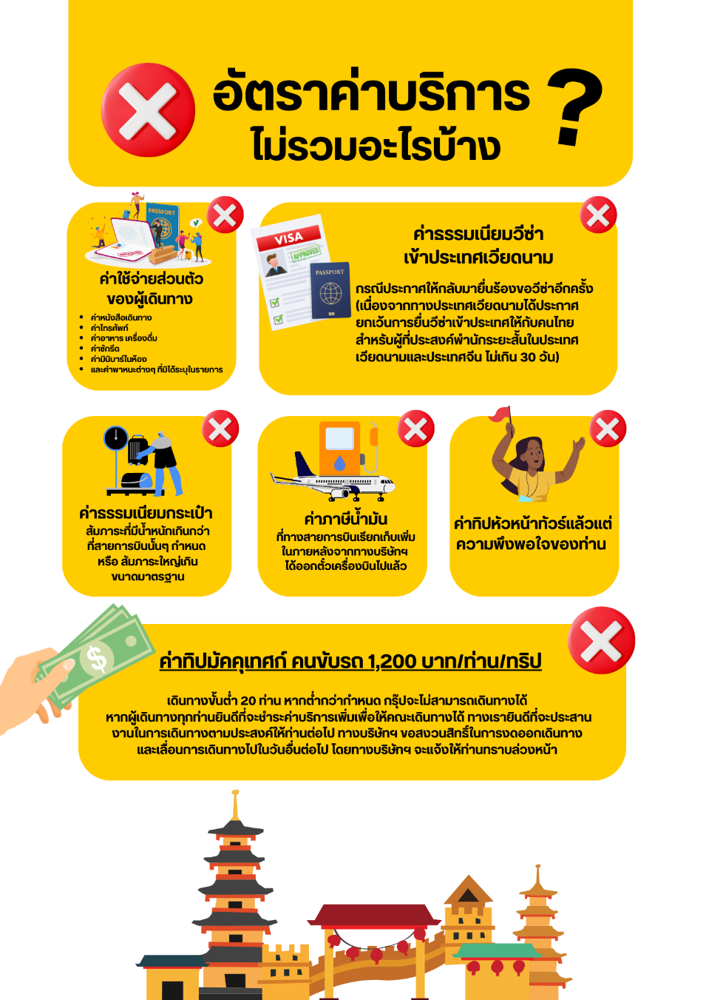 อัตราค่าบริการ
ไม่รวมอะไรบ้าง
?
PASSPORT
ค่าใช้จ่ายส่วนตัว
ของผู้เดินทาง
• ค่าหนังสือเดินทาง
• ค่าโทรศัพท์
• ค่าอาหาร เครื่องดื่ม
• ค่าซักรีด
• ค่ามินิบาร์ในห้อง
• และค่าพาหนะต่างๆ ที่มิได้ระบุในรายการ
VISA
APPROVED
PASSPORT
ค่าธรรมเนียมวีซ่า
เข้าประเทศเวียดนาม
กรณีประกาศให้กลับมายื่นร้องขอวีซ่าอีกครั้ง
(เนื่องจากทางประเทศเวียดนามได้ประกาศ
ยกเว้นการยื่นวีซ่าเข้าประเทศให้กับคนไทย
สำหรับผู้ที่ประสงค์พำนักระยะสั้นในประเทศ
เวียดนามและประเทศจีน ไม่เกิน 30 วัน)
ค่าธรรมเนียมกระเป๋า
สัมภาระที่มีน้ำหนักเกินกว่า
ที่สายการบินนั้นๆ กำหนด
หรือ สัมภาระใหญ่เกิน
ขนาดมาตรฐาน
ค่าภาษีน้ำมัน
ที่ทางสายการบินเรียกเก็บเพิ่ม
ในภายหลังจากทางบริษัทฯ
ได้ออกตั๋วเครื่องบินไปแล้ว
ค่าทิปหัวหน้าทัวร์แล้วแต่
ความพึงพอใจของท่าน
$
ค่าทิปมัคคุเทศก์ คนขับรถ 1,200 บาท/ท่าน/ทริป
เดินทางขั้นต่ำ 20 ท่าน หากต่ำกว่ากำหนด กรุ๊ปจะไม่สามารถเดินทางได้
หากผู้เดินทางทุกท่านยินดีที่จะชำระค่าบริการเพิ่มเพื่อให้คณะเดินทางได้ ทางเรายินดีที่จะประสาน
งานในการเดินทางตามประสงค์ให้ท่านต่อไป ทางบริษัทฯ ขอสงวนสิทธิ์ในการงดออกเดินทาง
และเลื่อนการเดินทางไปในวันอื่นต่อไป โดยทางบริษัทฯ จะแจ้งให้ท่านทราบล่วงหน้า